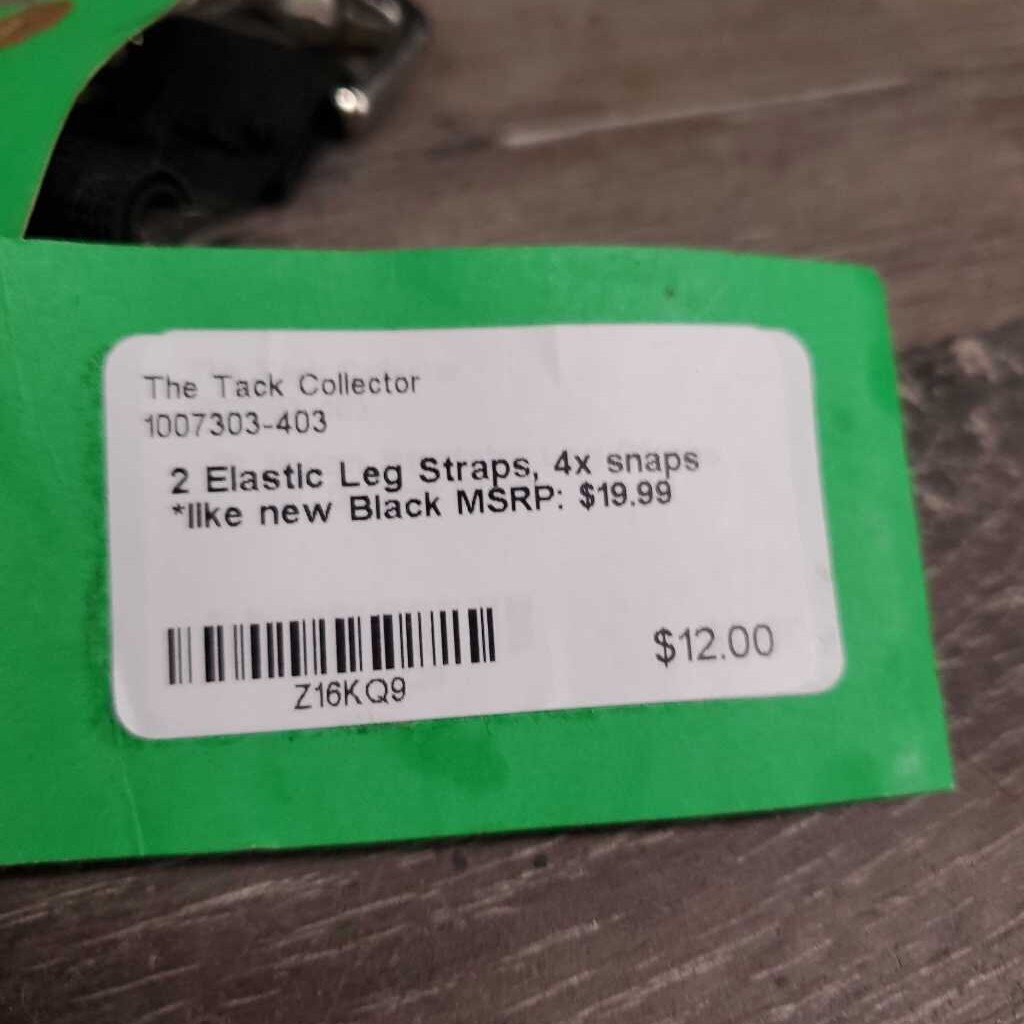 The Tack Collector
1007303-403
2 Elastic Leg Straps, 4x snaps
*like new Black MSRP: $19.99
Z16KQ9
$12.00